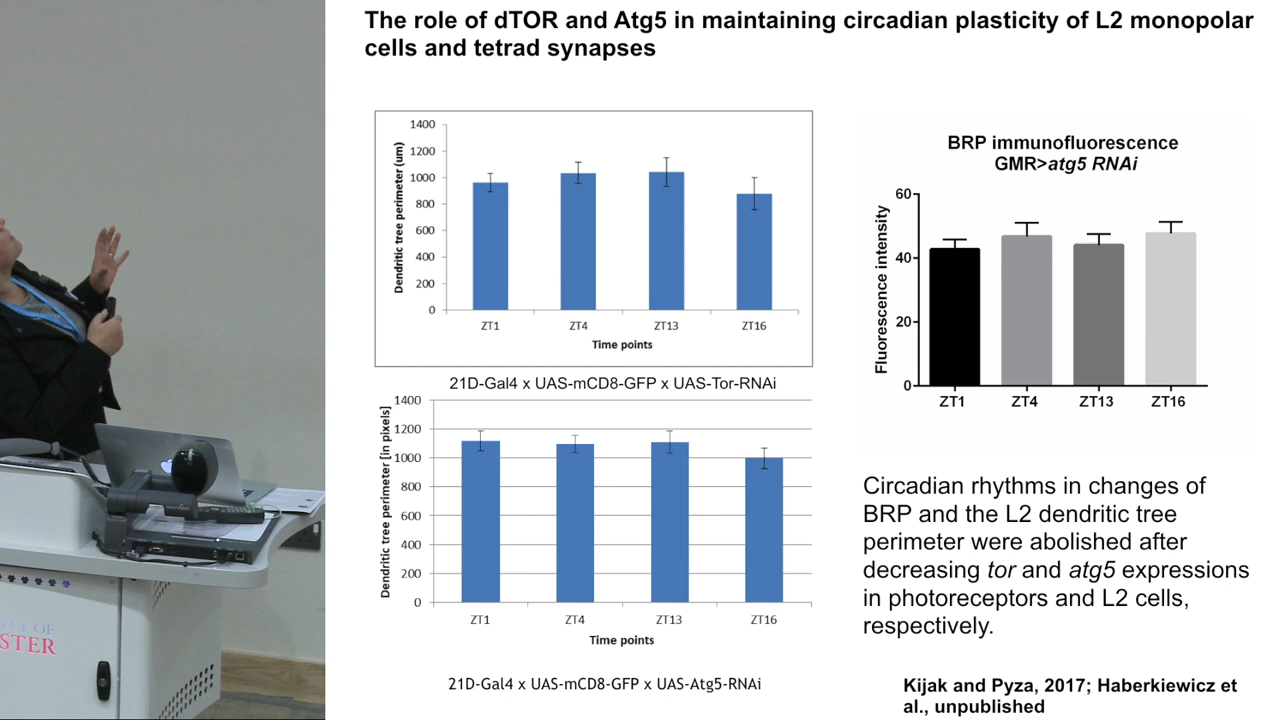 The role of dTOR and Atg5 in maintaining circadian plasticity of L2 monopolar
cells and tetrad synapses
1400
1200
1000
800
600
400
200
0
Dendritic tree perimeter (um)
ZT1 ZT4 ZT13 ZT16
Time points
21D-Gal4 x UAS-mCD8-GFP x UAS-Tor-RNAi
1400
1200
1000
800
600
400
200
0
Dendritic tree perimeter [in pixels]
ZT1 ZT4 ZT13 ZT16
Time points
21D-Gal4 x UAS-mCD8-GFP x UAS-Atg5-RNAi
BRP immunofluorescence
GMR>atg5 RNAi
60
40
20
0
Fluorescence intensity
ZT1 ZT4 ZT13 ZT16
Circadian rhythms in changes of
BRP and the L2 dendritic tree
perimeter were abolished after
decreasing tor and atg5 expressions
in photoreceptors and L2 cells,
respectively.
Kijak and Pyza, 2017; Haberkiewicz et
al., unpublished
OF
STER